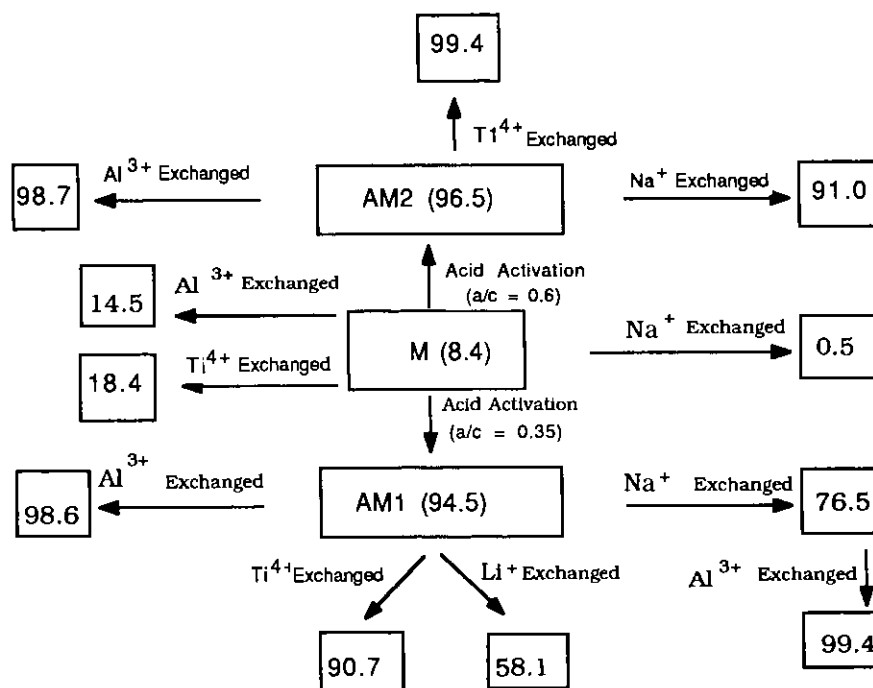 99.4
T1⁴⁺ Exchanged
Al³⁺ Exchanged
Na⁺ Exchanged
98.7
AM2 (96.5)
91.0
Acid Activation
(a/c = 0.6)
Al ³⁺ Exchanged
14.5
Na⁺ Exchanged
M (8.4)
0.5
Ti⁴⁺ Exchanged
18.4
Acid Activation
(a/c = 0.35)
Al³⁺ Exchanged
Na⁺ Exchanged
98.6
AM1 (94.5)
76.5
Ti⁴⁺Exchanged
Li⁺ Exchanged
Al³⁺ Exchanged
90.7
58.1
99.4